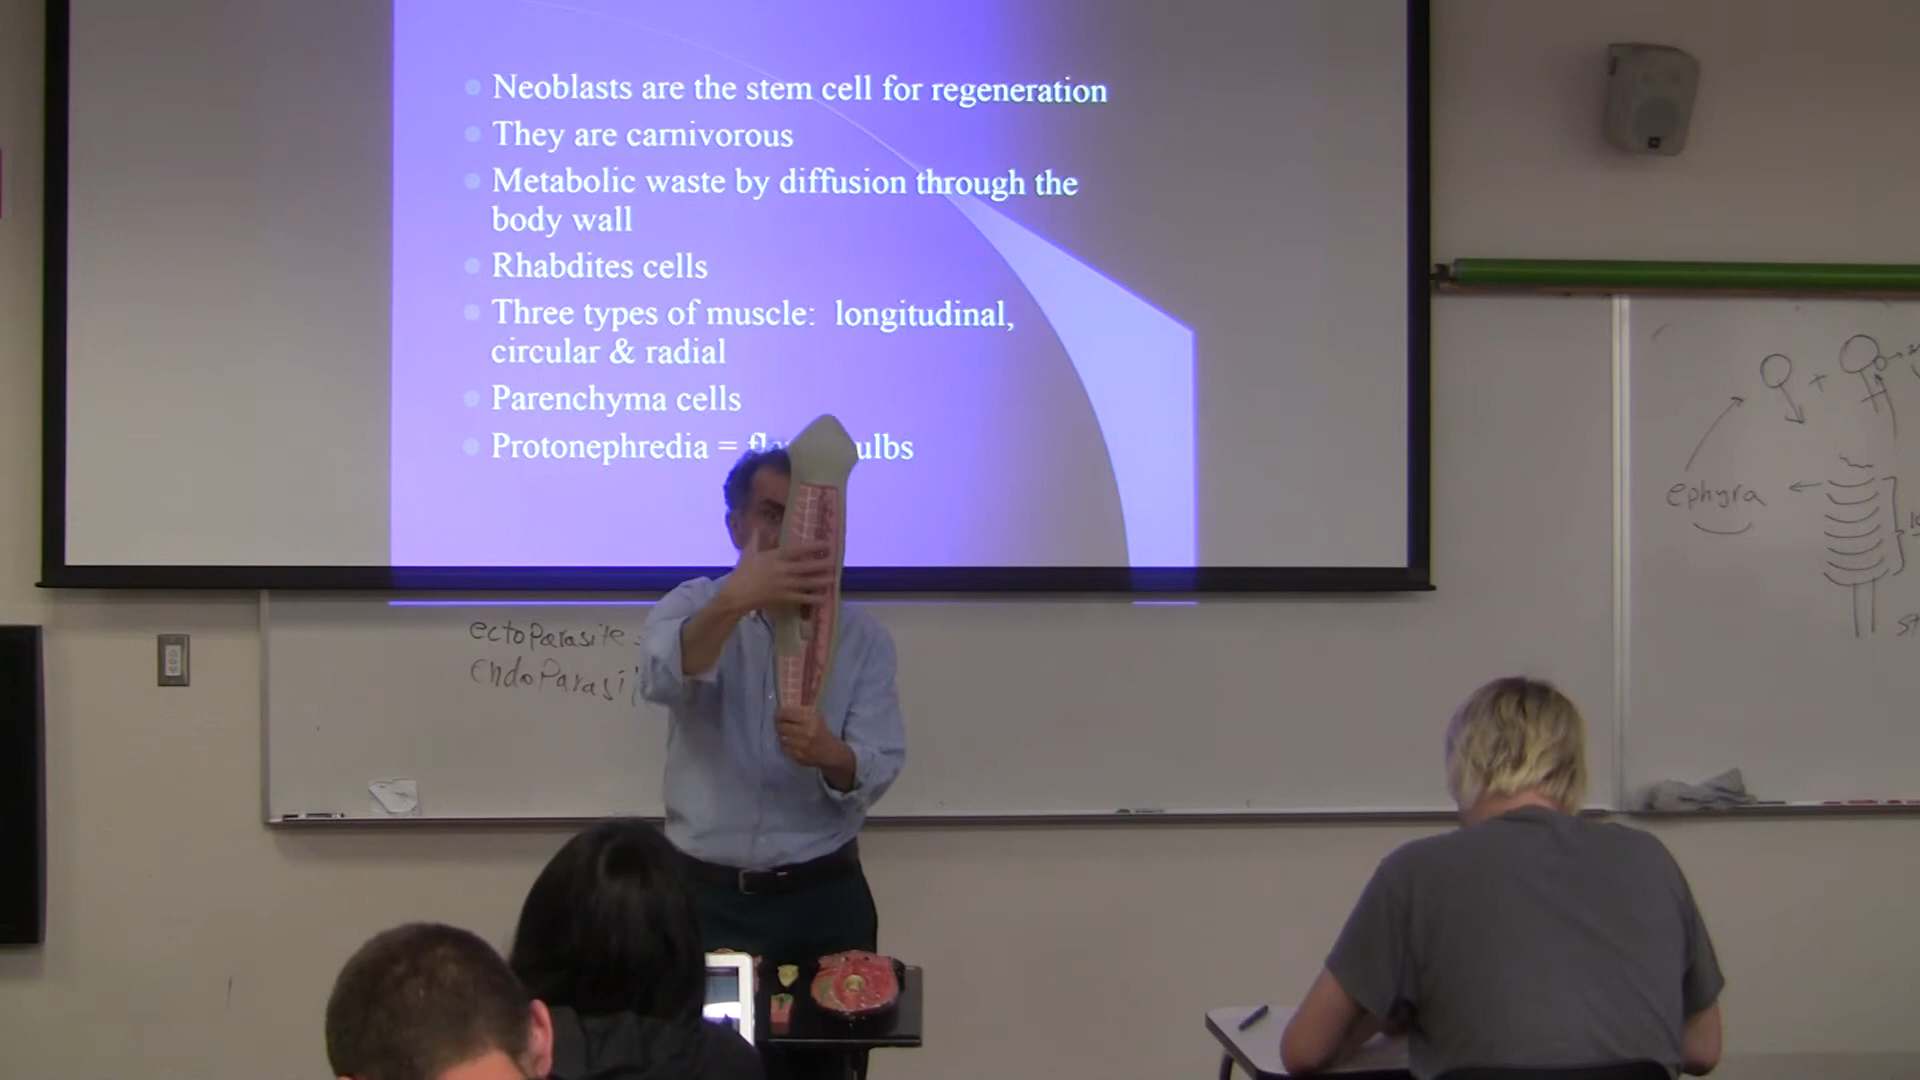 Neoblasts are the stem cell for regeneration
They are carnivorous
Metabolic waste by diffusion through the
body wall
Rhabdites cells
Three types of muscle: longitudinal,
circular & radial
Parenchyma cells
Protonephredia =
ectoparasite
ephyra